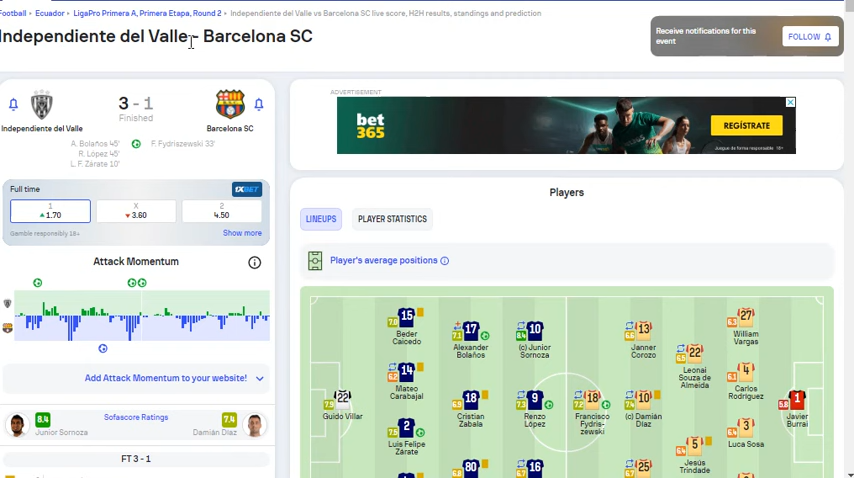 Football • Ecuador • LigaPro Primera A, Primera Etapa, Round 2 • Independiente del Valle vs Barcelona SC live score, H2H results, standings and prediction
Independiente del Valle - Barcelona SC
Receive notifications for this event
FOLLOW
3 - 1
Finished
Independiente del Valle
Barcelona SC
A. Bolaños 45'
R. López 45'
L. F. Zárate 10'
F. Fydriszewski 33'
Full time
1XBET
1
1.70
X
3.60
2
4.50
Gamble responsibly 18+
Show more
Attack Momentum
Add Attack Momentum to your website!
8.4
Sofascore Ratings
7.4
Junior Sornoza
Damián Díaz
FT 3 - 1
ADVERTISEMENT
bet365
REGÍSTRATE
Juegue de forma responsable 18+
Players
LINEUPS
PLAYER STATISTICS
Player's average positions
22
Guido Villar
15
Beder Caicedo
14
Mateo Carabajal
2
Luis Felipe Zárate
17
Alexander Bolaños
18
Cristian Zabala
80
10
(c) Junior Sornoza
9
Renzo López
16
18
Francisco Fydriszewski
13
Janner Corozo
10
(c) Damián Díaz
25
22
Leonai Souza de Almeida
5
Jesús Trindade
27
William Vargas
4
Carlos Rodríguez
3
Luca Sosa
1
Javier Burrai